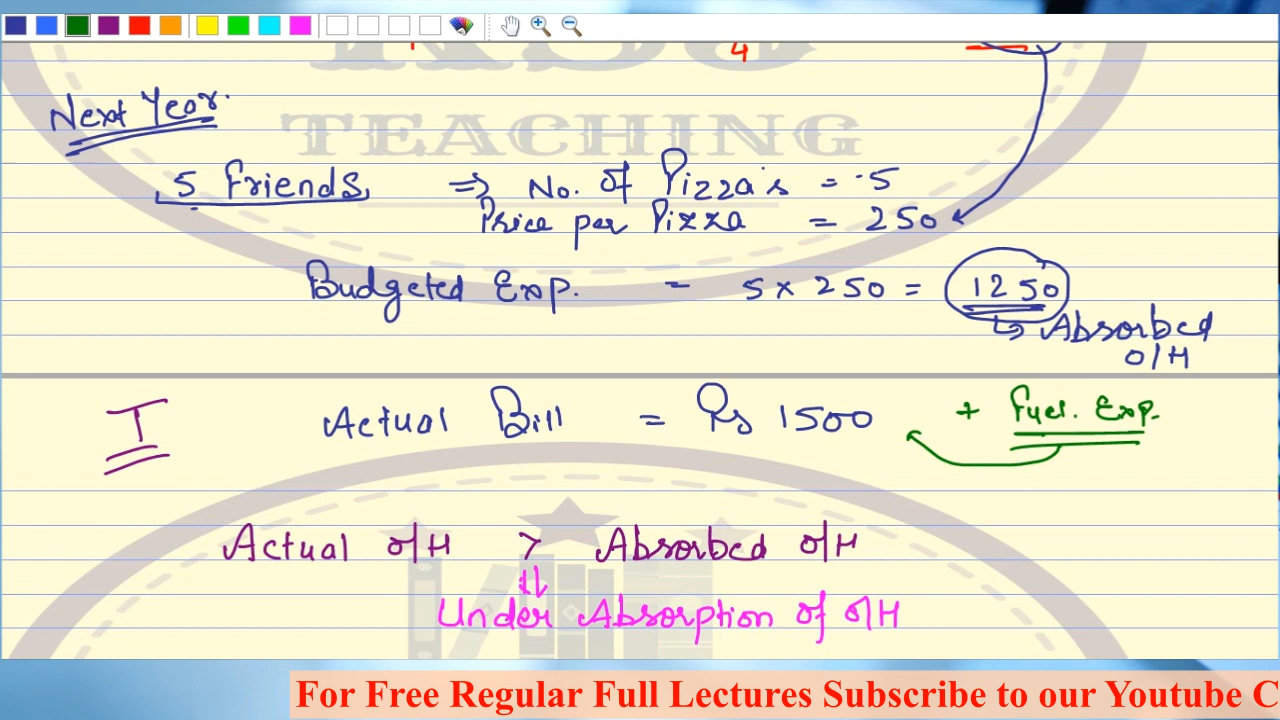 4
TEACHING
Next Year.
5 Friends ⇒ No. of Pizza's = 5
Price per Pizza = 250
Budgeted Exp. = 5 x 250 = 1250
↳ Absorbed
O/H
I Actual Bill = Rs 1500 + Fuel. Exp.
Actual O/H > Absorbed O/H
⇓
Under Absorption of O/H
For Free Regular Full Lectures Subscribe to our Youtube C